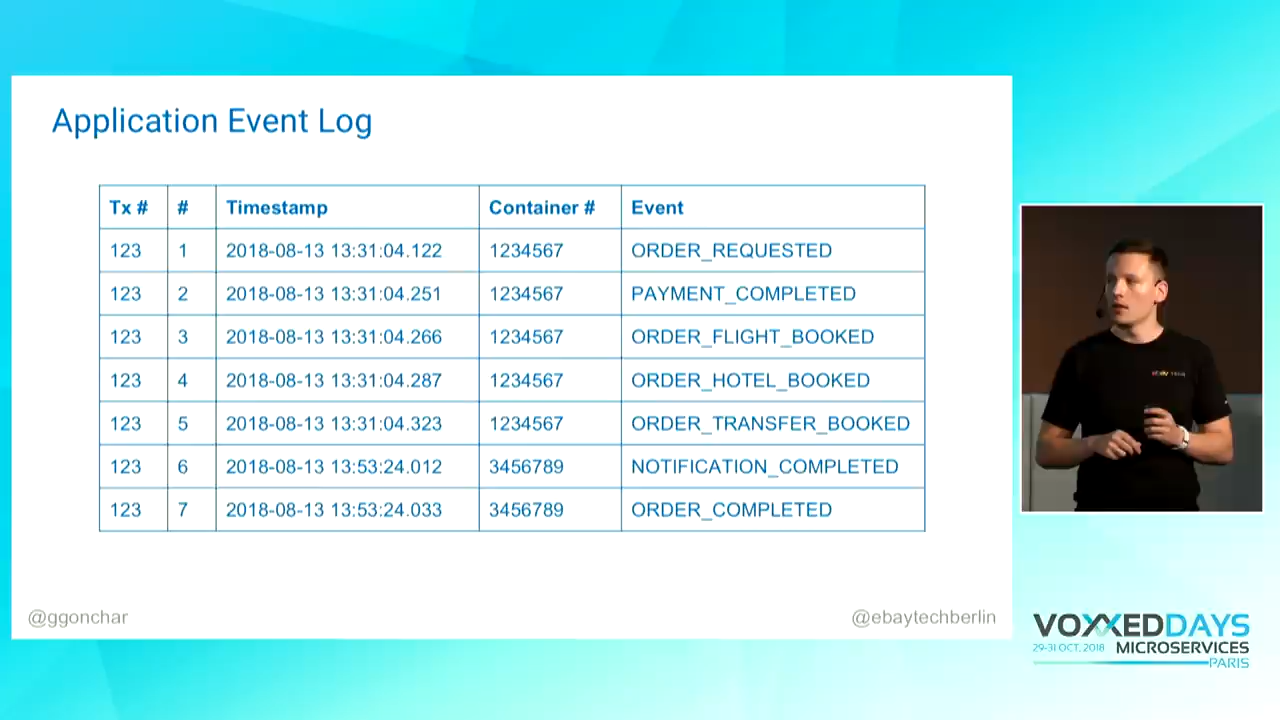 Application Event Log
Tx # # Timestamp Container # Event
123 1 2018-08-13 13:31:04.122 1234567 ORDER_REQUESTED
123 2 2018-08-13 13:31:04.251 1234567 PAYMENT_COMPLETED
123 3 2018-08-13 13:31:04.266 1234567 ORDER_FLIGHT_BOOKED
123 4 2018-08-13 13:31:04.287 1234567 ORDER_HOTEL_BOOKED
123 5 2018-08-13 13:31:04.323 1234567 ORDER_TRANSFER_BOOKED
123 6 2018-08-13 13:53:24.012 3456789 NOTIFICATION_COMPLETED
123 7 2018-08-13 13:53:24.033 3456789 ORDER_COMPLETED
@ggonchar @ebaytechberlin
VOXXEDDAYS
29-31 OCT, 2018 MICROSERVICES
PARIS